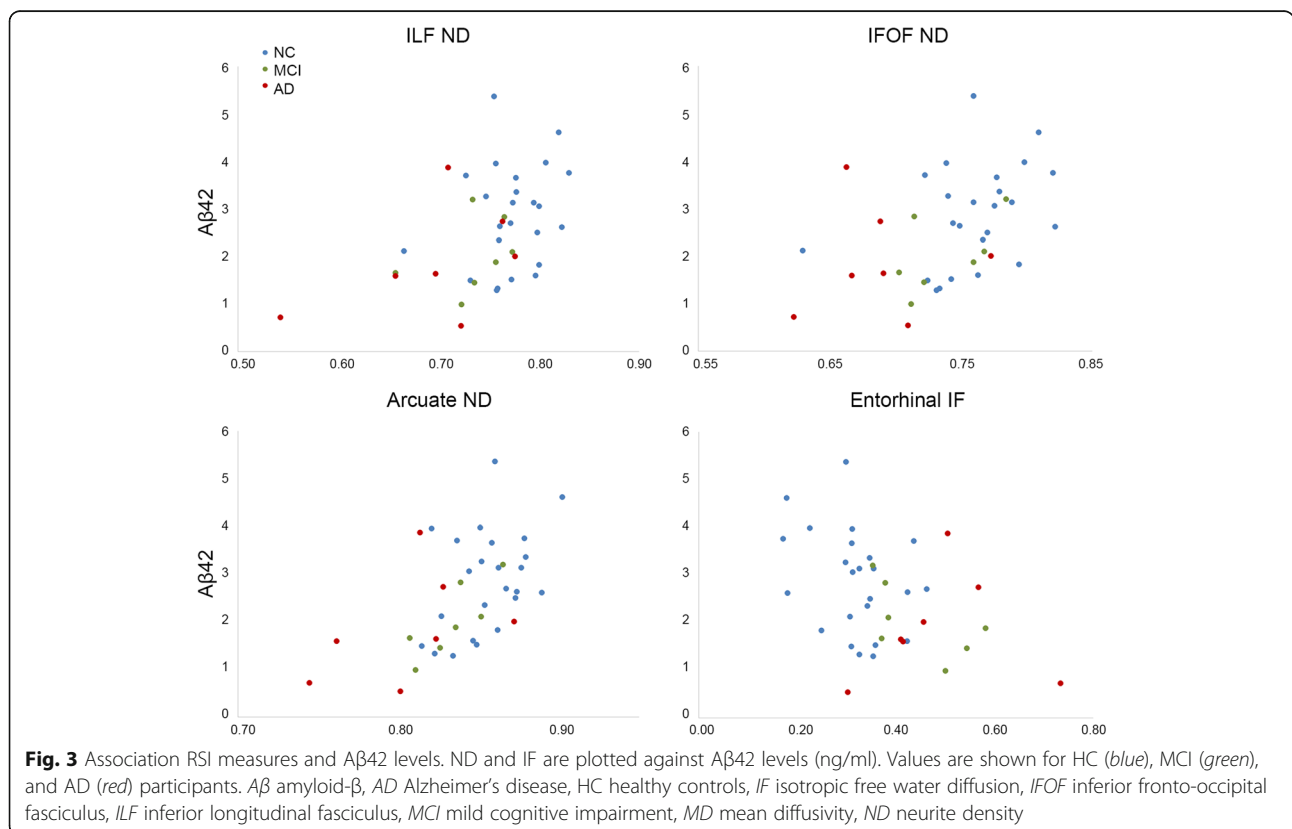 ILF ND
IFOF ND
NC
MCI
AD
6
5
4
3
2
1
0
Aβ42
0.50 0.60 0.70 0.80 0.90
6
5
4
3
2
1
0
0.55 0.65 0.75 0.85
Arcuate ND
Entorhinal IF
6
5
4
3
2
1
0
Aβ42
0.70 0.80 0.90
6
5
4
3
2
1
0
0.00 0.20 0.40 0.60 0.80
Fig. 3 Association RSI measures and Aβ42 levels. ND and IF are plotted against Aβ42 levels (ng/ml). Values are shown for HC (blue), MCI (green),
and AD (red) participants. Aβ amyloid-β, AD Alzheimer's disease, HC healthy controls, IF isotropic free water diffusion, IFOF inferior fronto-occipital
fasciculus, ILF inferior longitudinal fasciculus, MCI mild cognitive impairment, MD mean diffusivity, ND neurite density